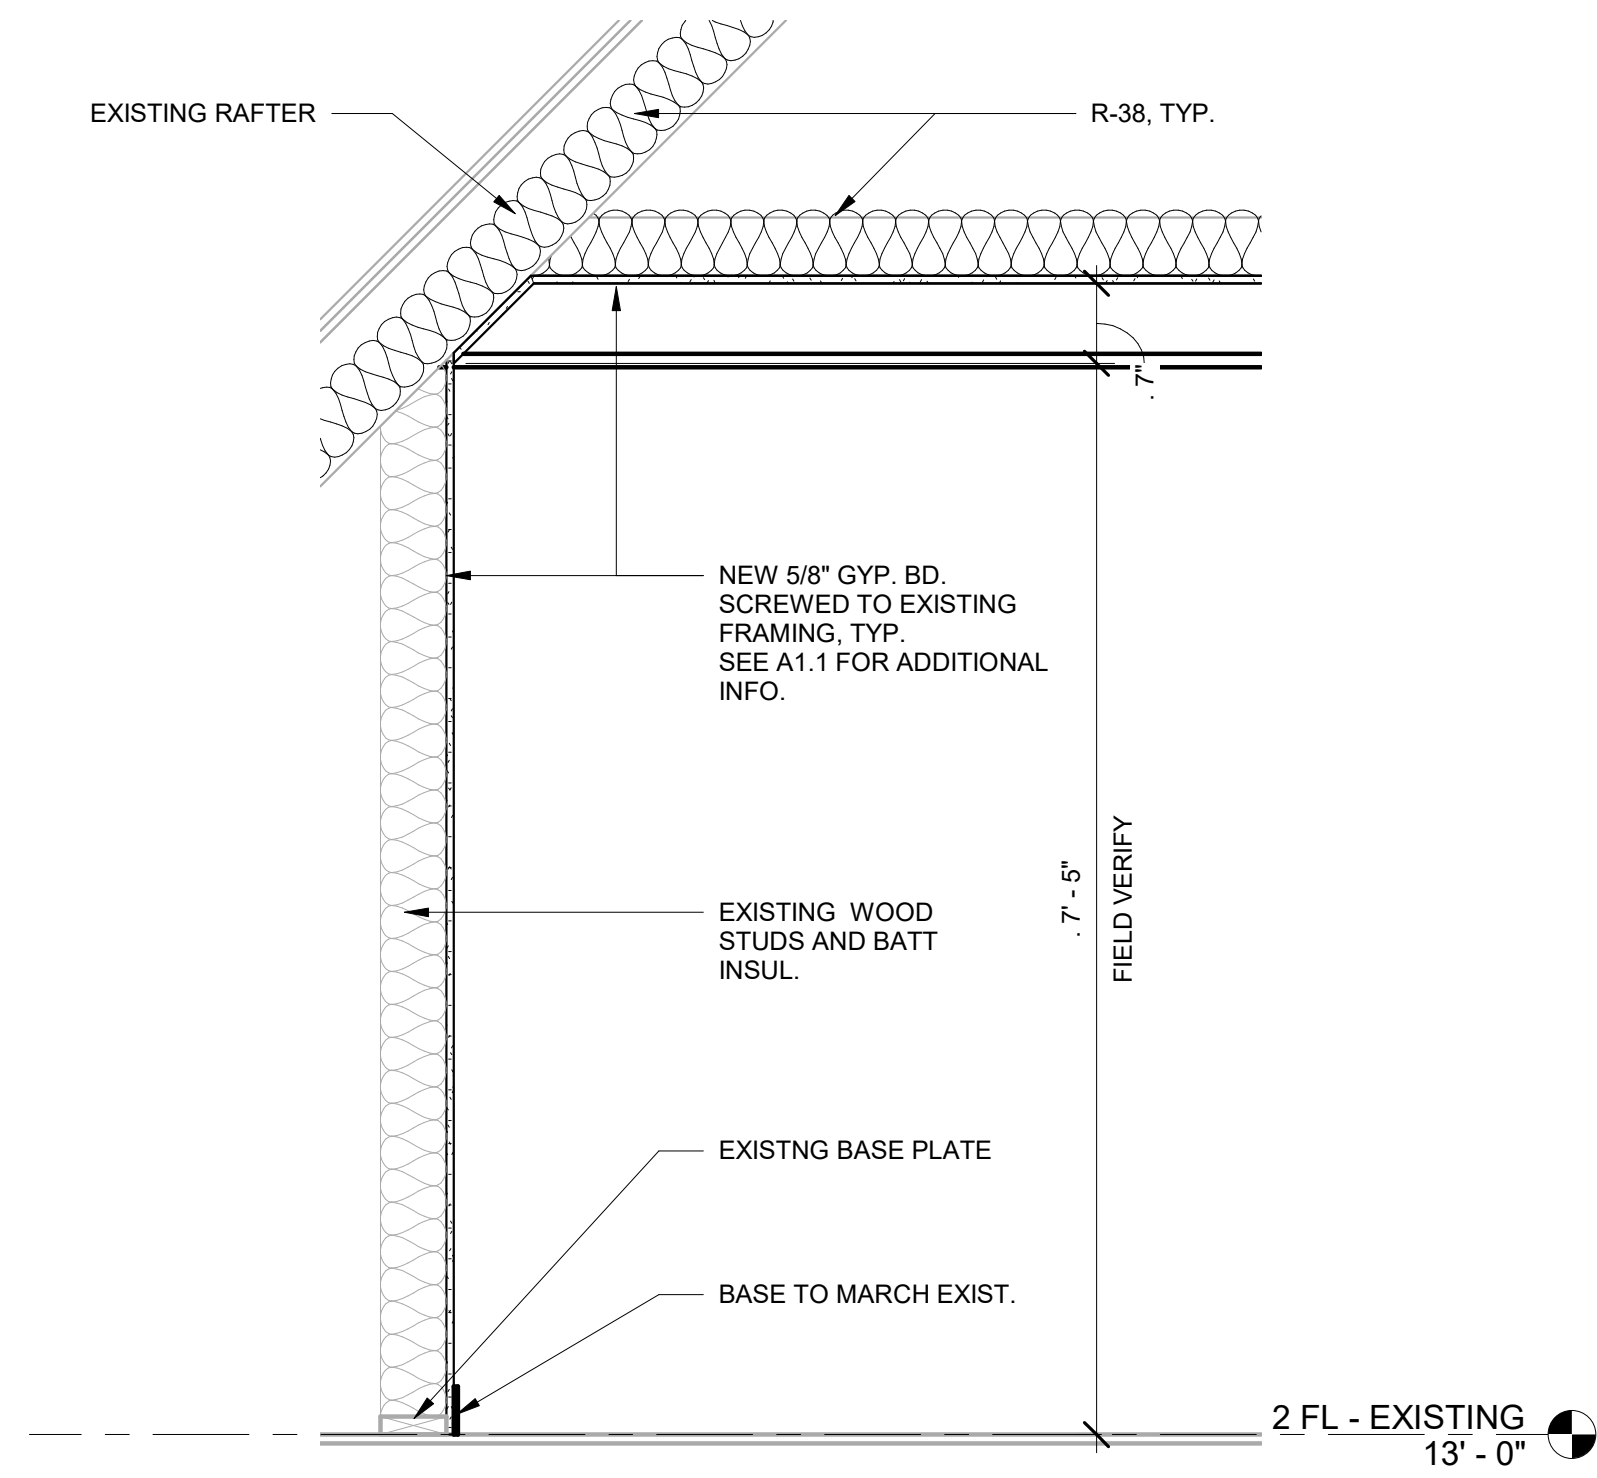 EXISTING RAFTER
R-38, TYP.
. 7"
NEW 5/8" GYP. BD.
SCREWED TO EXISTING
FRAMING, TYP.
SEE A1.1 FOR ADDITIONAL
INFO.
. 7' - 5"
FIELD VERIFY
EXISTING  WOOD
STUDS AND BATT
INSUL.
EXISTNG BASE PLATE
BASE TO MARCH EXIST.
2 FL - EXISTING
13' - 0"